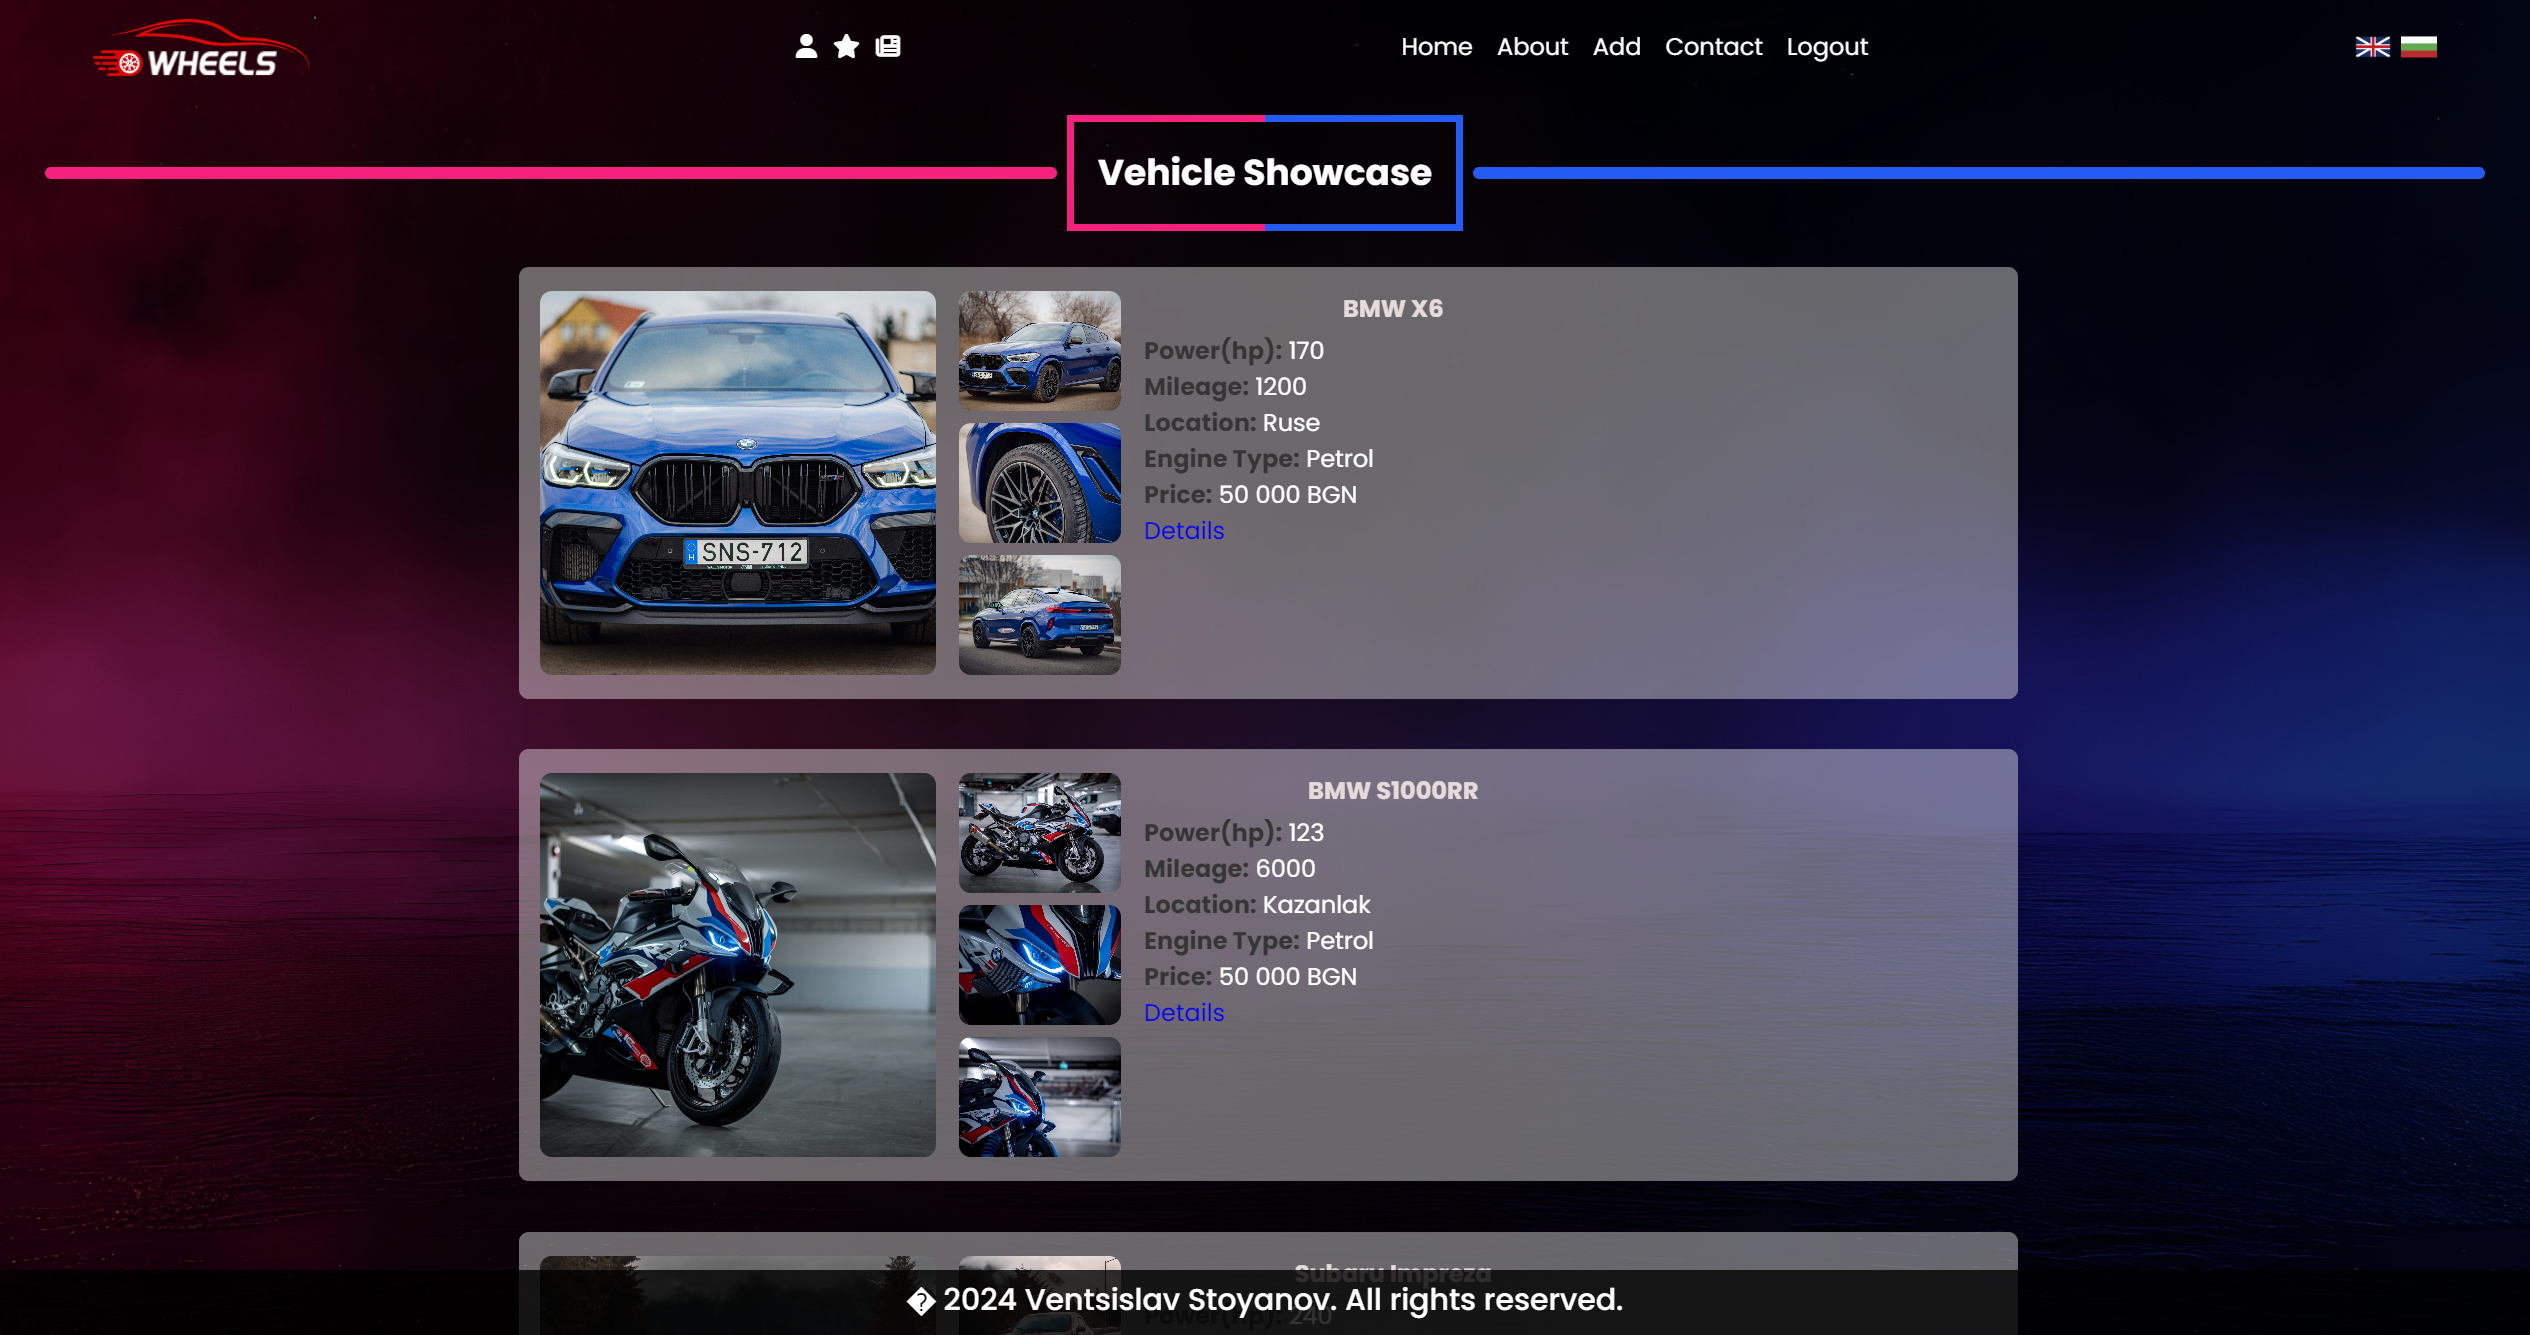 WHEELS
Home About Add Contact Logout
Vehicle Showcase
BMW X6
Power(hp): 170
Mileage: 1200
Location: Ruse
Engine Type: Petrol
Price: 50 000 BGN
Details
SNS-712
H
BMW S1000RR
Power(hp): 123
Mileage: 6000
Location: Kazanlak
Engine Type: Petrol
Price: 50 000 BGN
Details
Subaru Impreza
Power(hp): 240
� 2024 Ventsislav Stoyanov. All rights reserved.